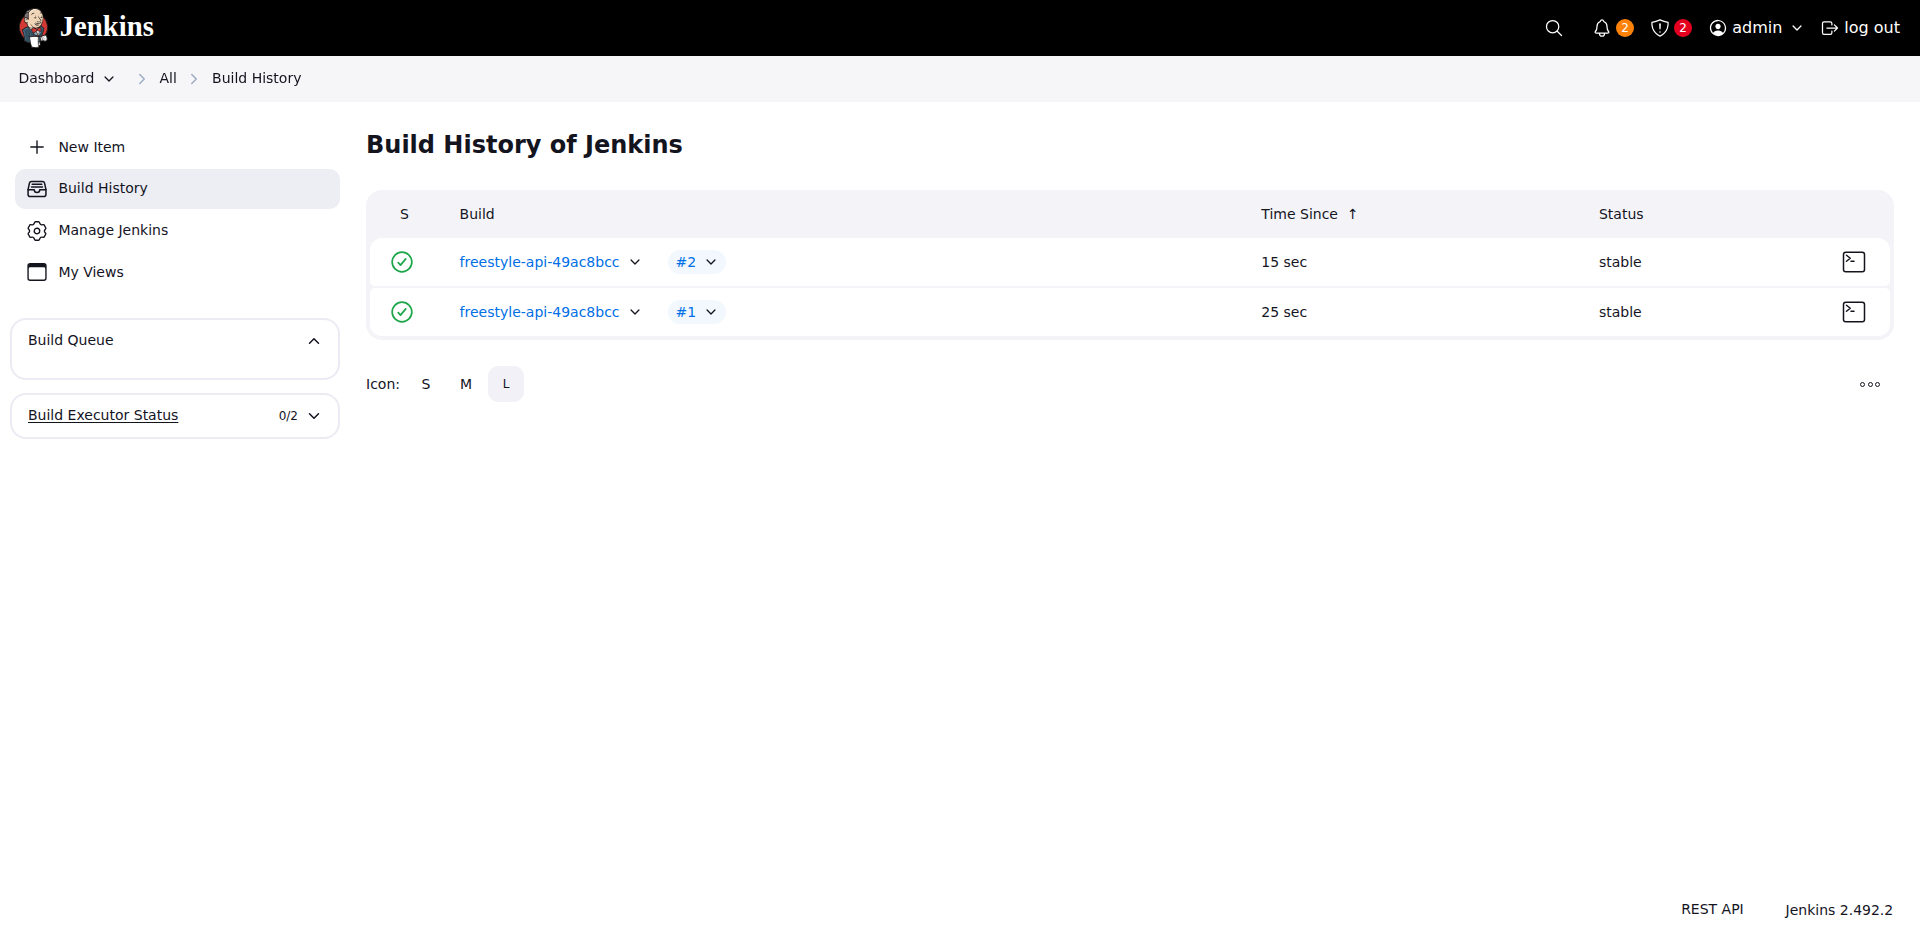 Jenkins
2
2
admin
log out
Dashboard
All
Build History
New Item
Build History
Manage Jenkins
My Views
Build Queue
Build Executor Status
0/2
Build History of Jenkins
S Build Time Since ↑ Status
freestyle-api-49ac8bcc #2 15 sec stable
freestyle-api-49ac8bcc #1 25 sec stable
Icon: S M L
REST API
Jenkins 2.492.2